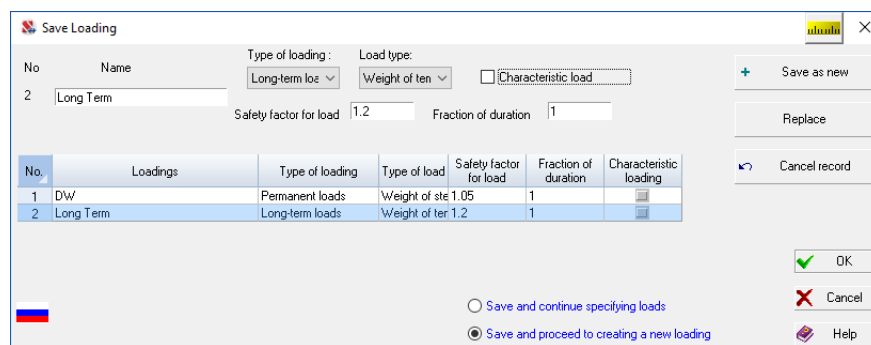 Save Loading
No Name Type of loading : Load type:
Long-term loa Weight of ten Characteristic load
2 Long Term
Safety factor for load 1.2 Fraction of duration 1
+ Save as new
Replace
Cancel record
No. Loadings Type of loading Type of load Safety factor for load Fraction of duration Characteristic loading
1 DW Permanent loads Weight of ste 1.05 1
2 Long Term Long-term loads Weight of ter 1.2 1
OK
Cancel
Help
Save and continue specifying loads
Save and proceed to creating a new loading